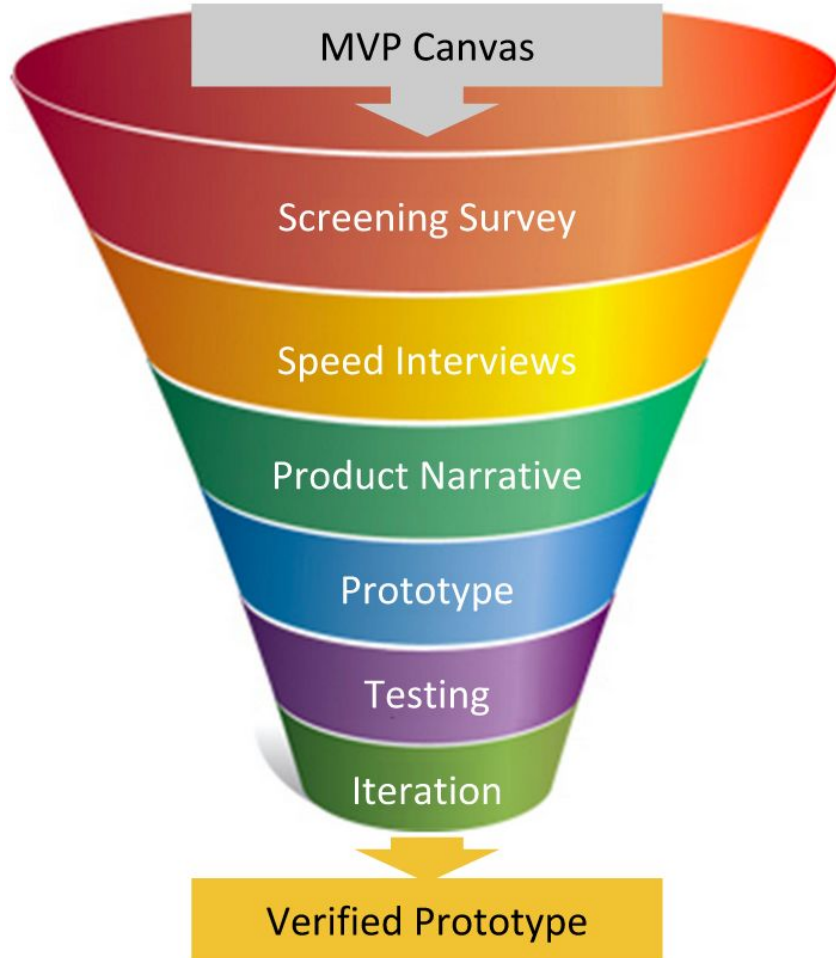 MVP Canvas
Screening Survey
Speed Interviews
Product Narrative
Prototype
Testing
Iteration
Verified Prototype